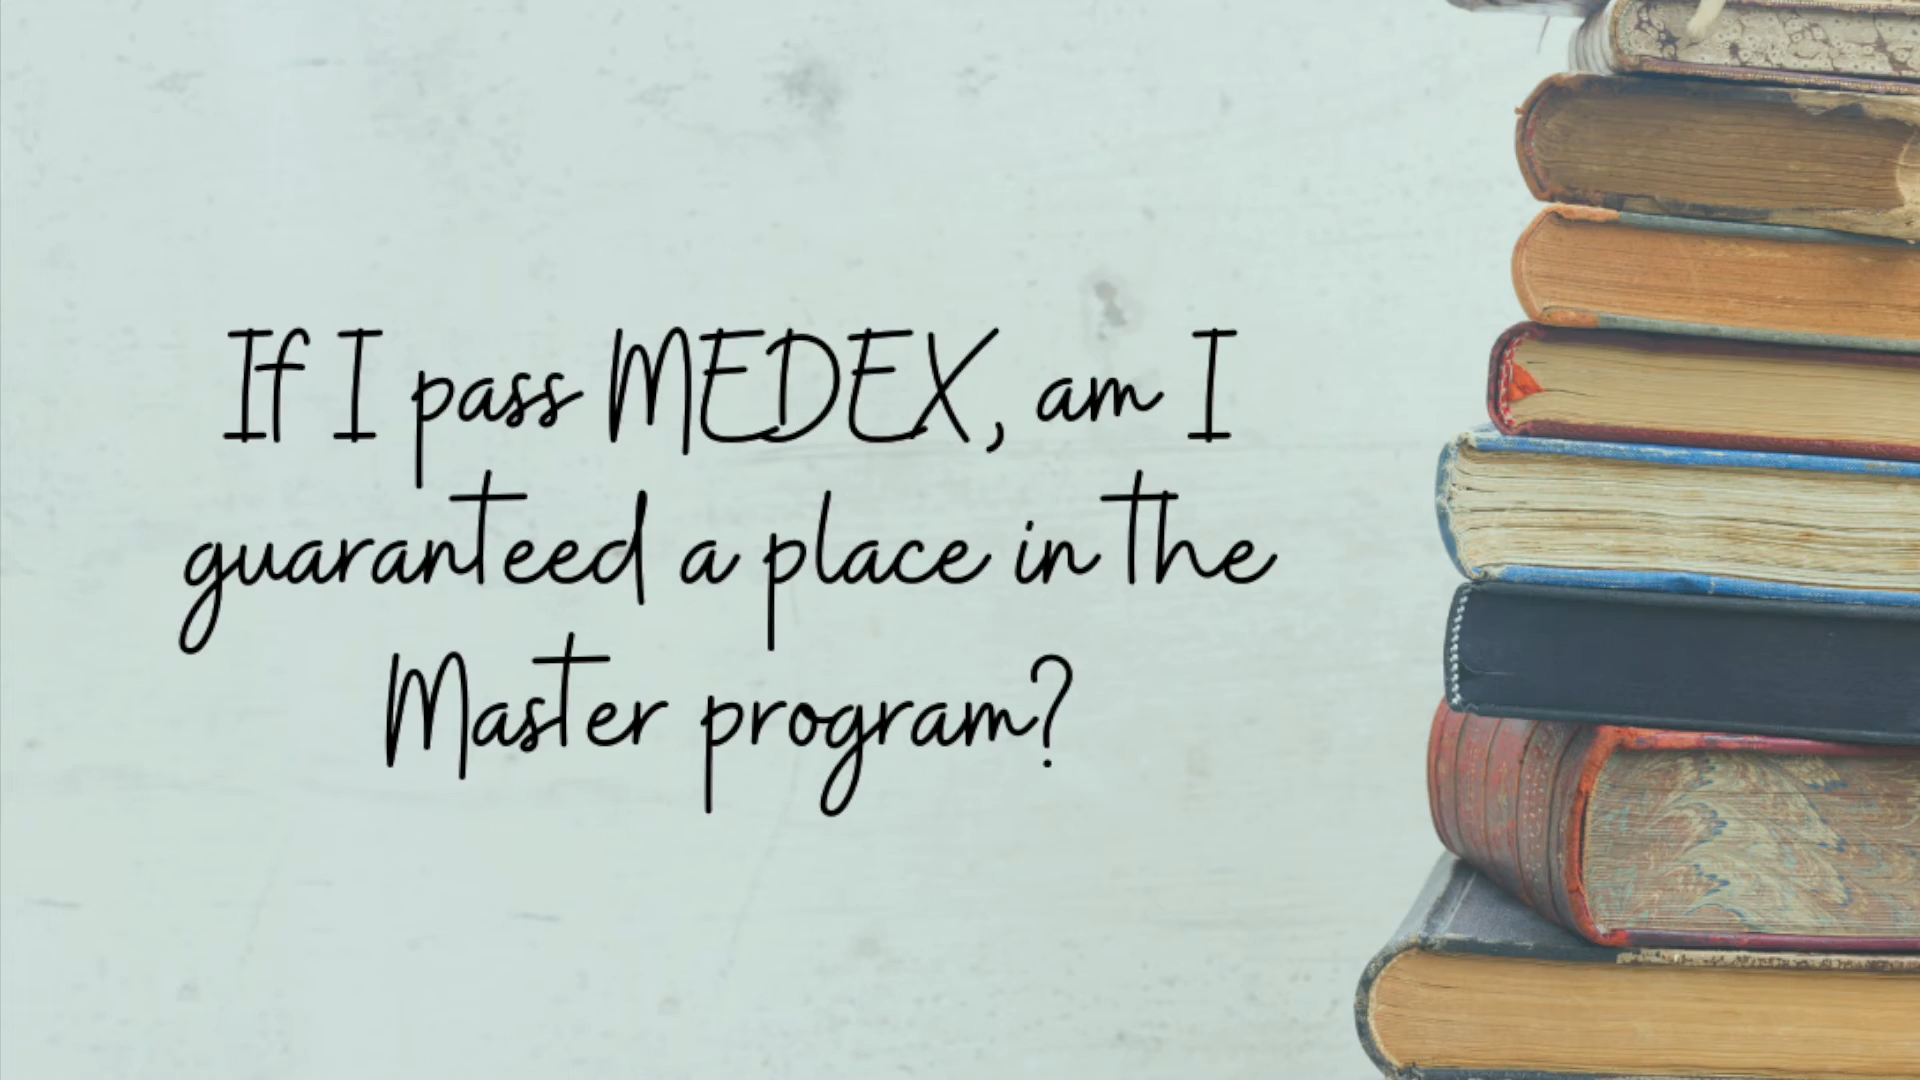 If I pass MEDEX, am I
guaranteed a place in the
Master program?